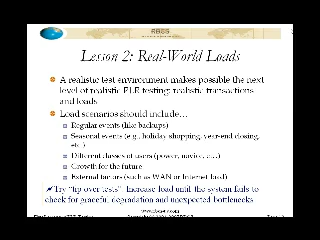 RBCS
Lesson 2: Real-World Loads
A realistic test environment makes possible the next
level of realistic PLR testing: realistic transactions
and loads
Load scenarios should include…
Regular events (like backups)
Seasonal events (e.g., holiday shopping, year-end closing,
etc.)
Different classes of users (power, novice, etc.)
Growth for the future
External factors (such as WAN or Internet load)
Try "tip over tests": Increase load until the system fails to
check for graceful degradation and unexpected bottlenecks